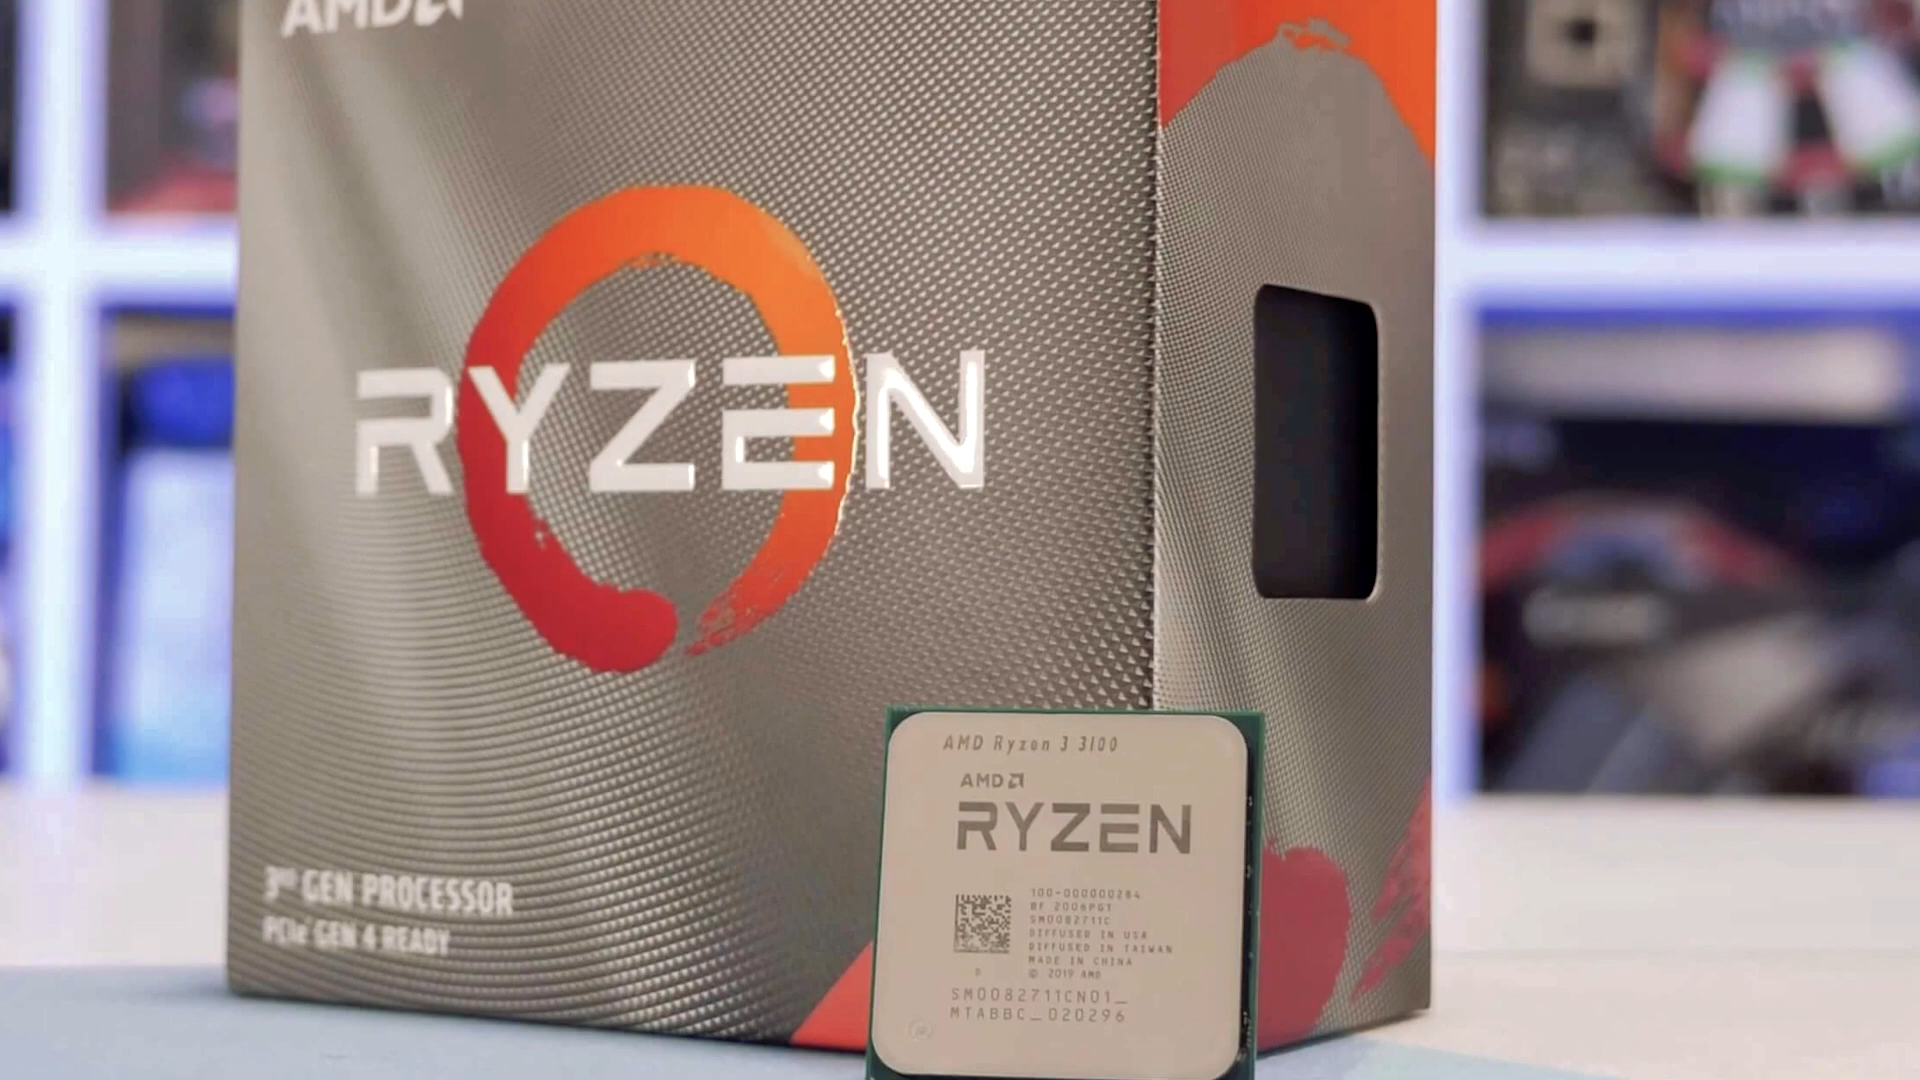 AMD
RYZEN
3RD GEN PROCESSOR
PCIe GEN 4 READY
AMD Ryzen 3 3100
AMD
RYZEN
100-000000284
BF 2006PGT
SM0082711C
DIFFUSED IN USA
DIFFUSED IN TAIWAN
MADE IN CHINA
© 2019 AMD
SM0082711CN01_
MTABBC_020296